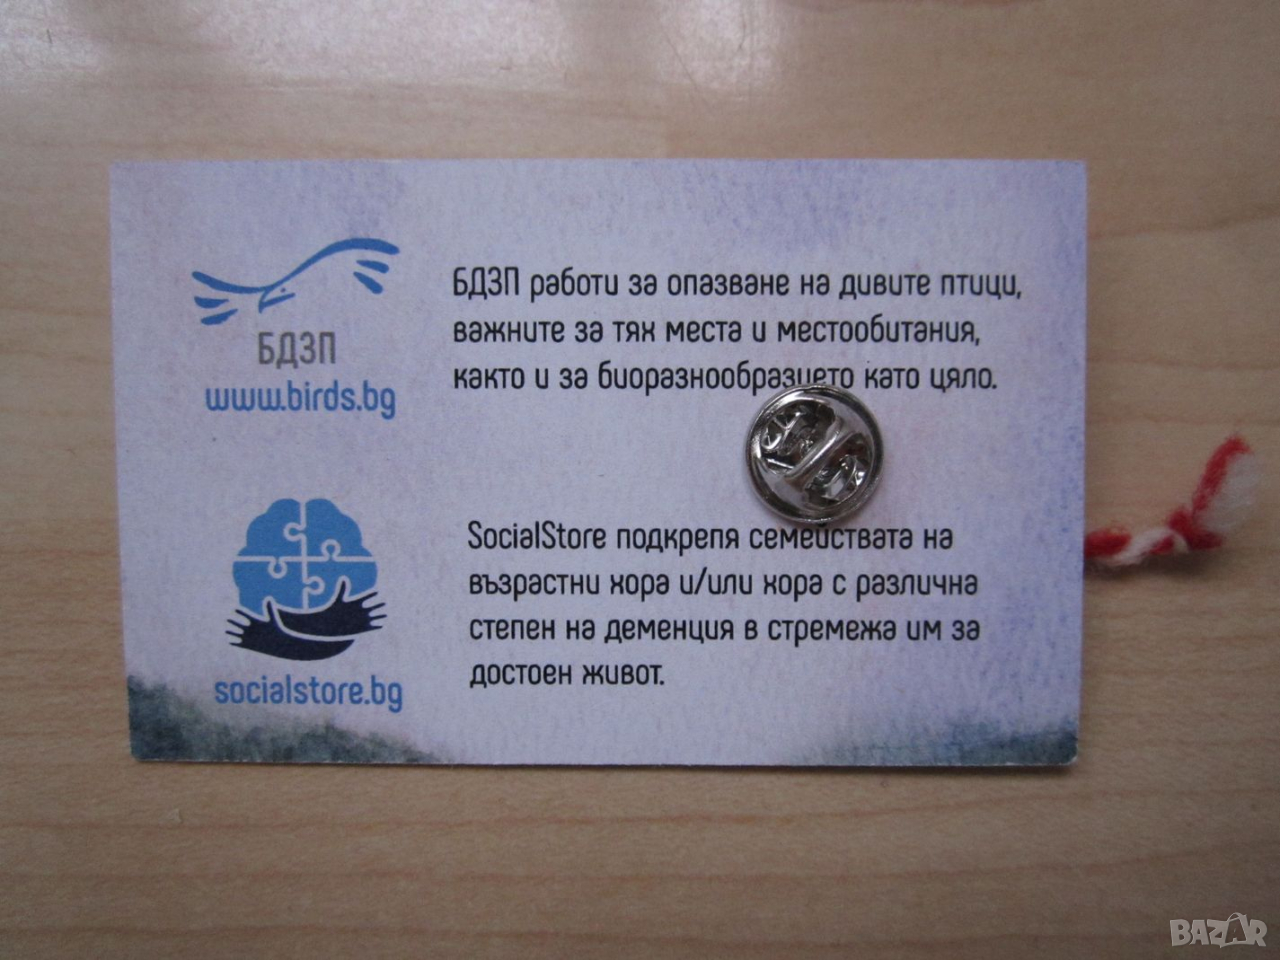 БДЗП
www.birds.bg
БДЗП работи за опазване на дивите птици,
важните за тях места и местообитания,
както и за биоразнообразието като цяло.
socialstore.bg
SocialStore подкрепя семействата на
възрастни хора и/или хора с различна
степен на деменция в стремежа им за
достоен живот.
BAZAR